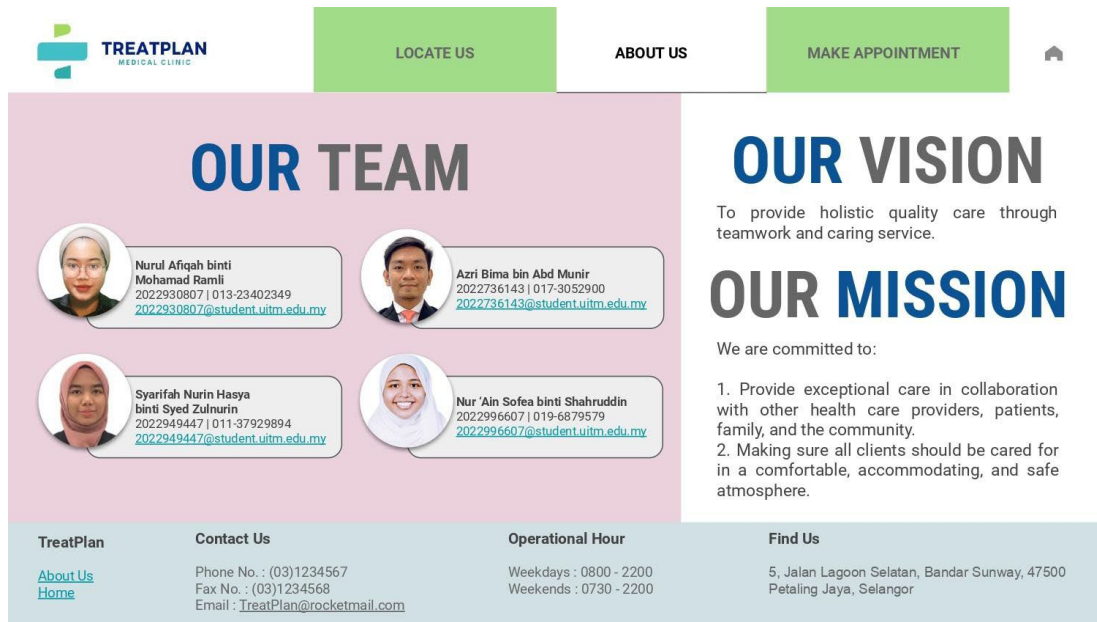 TREATPLAN
MEDICAL CLINIC
LOCATE US
ABOUT US
MAKE APPOINTMENT
OUR TEAM
Nurul Afiqah binti
Mohamad Ramli
2022930807 | 013-23402349
2022930807@student.uitm.edu.my
Azri Bima bin Abd Munir
2022736143 | 017-3052900
2022736143@student.uitm.edu.my
Syarifah Nurin Hasya
binti Syed Zulnurin
2022949447 | 011-37929894
2022949447@student.uitm.edu.my
Nur ‘Ain Sofea binti Shahruddin
2022996607 | 019-6879579
2022996607@student.uitm.edu.my
OUR VISION
To provide holistic quality care through
teamwork and caring service.
OUR MISSION
We are committed to:
1. Provide exceptional care in collaboration
with other health care providers, patients,
family, and the community.
2. Making sure all clients should be cared for
in a comfortable, accommodating, and safe
atmosphere.
TreatPlan
About Us
Home
Contact Us
Phone No. : (03)1234567
Fax No. : (03)1234568
Email : TreatPlan@rocketmail.com
Operational Hour
Weekdays : 0800 - 2200
Weekends : 0730 - 2200
Find Us
5, Jalan Lagoon Selatan, Bandar Sunway, 47500
Petaling Jaya, Selangor